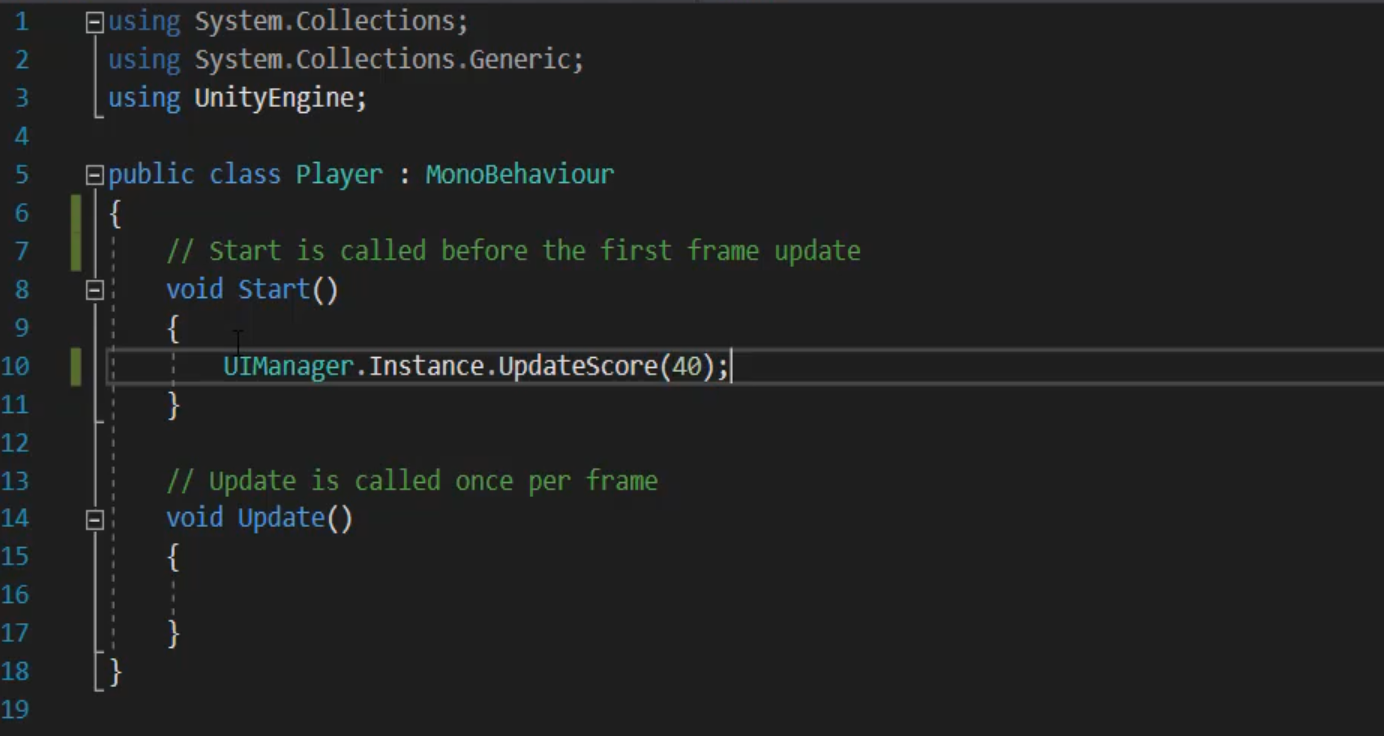 1 using System.Collections;
2 using System.Collections.Generic;
3 using UnityEngine;
4
5 public class Player : MonoBehaviour
6 {
7 // Start is called before the first frame update
8 void Start()
9 {
10 UIManager.Instance.UpdateScore(40);
11 }
12
13 // Update is called once per frame
14 void Update()
15 {
16
17 }
18 }
19